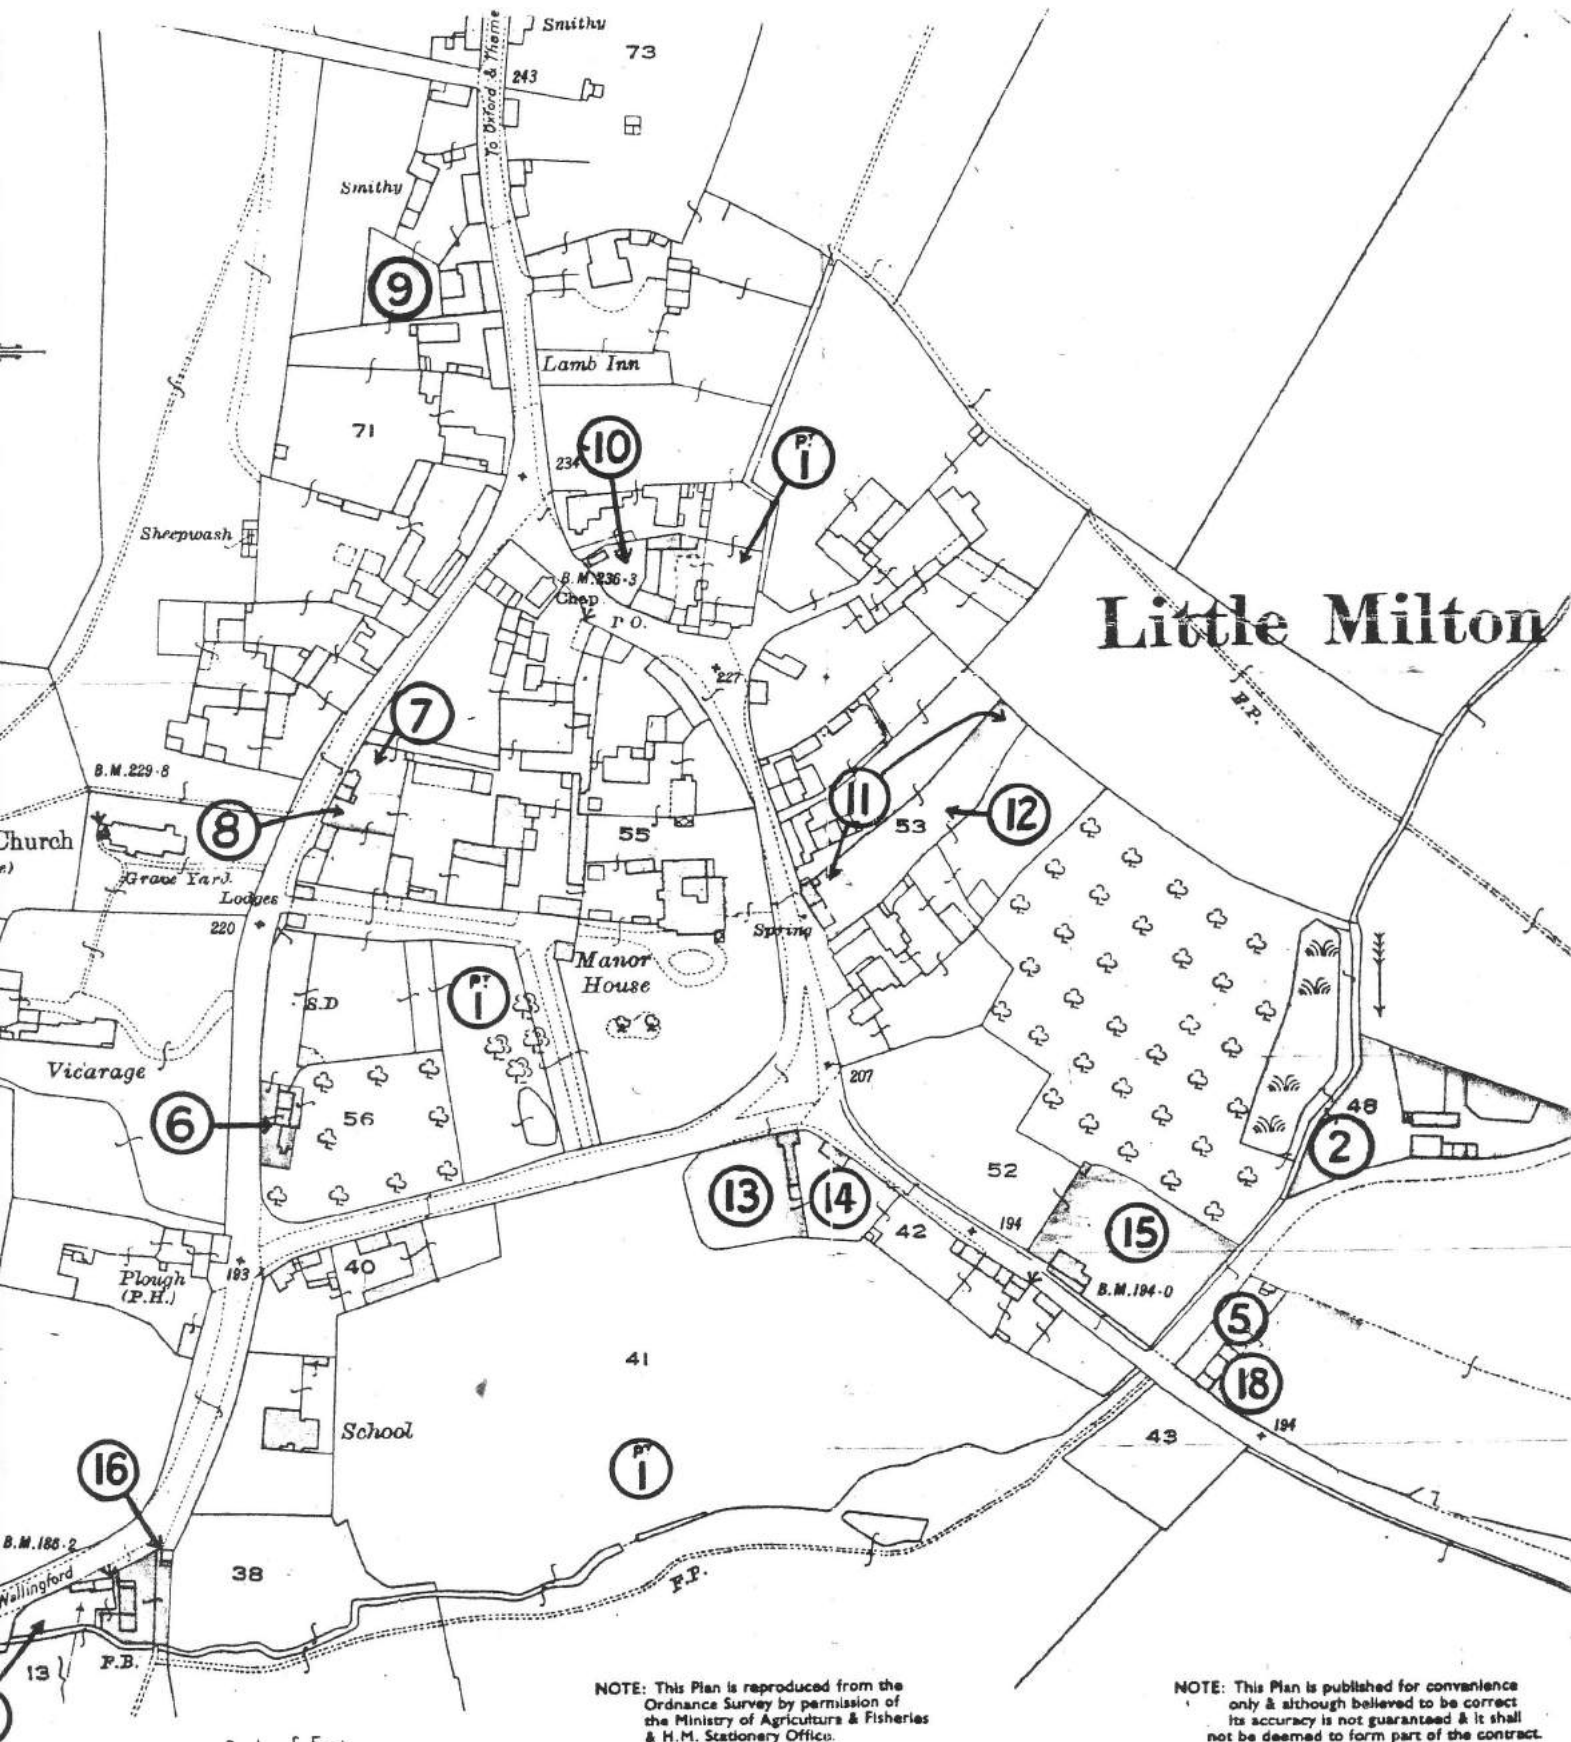 Smithy
73
To Oxford & Thame
243
Smithy
9
Lamb Inn
71
234
10
PT
1
Sheepwash
B.M.236·3
Chap
P.O.
Little Milton
227
F.P.
7
B.M.229·8
8
11
12
53
55
Church
Grave Yard
Lodges
220
Spring
Manor
House
PT
1
S.D
Vicarage
207
6
56
48
2
52
13
14
15
42
194
B.M.194·0
Plough
(P.H.)
193
40
5
18
41
School
194
43
16
PT
1
B.M.186·2
Wallingford
38
F.P.
13
F.B.
NOTE: This Plan is reproduced from the
Ordnance Survey by permission of
the Ministry of Agriculture & Fisheries
& H.M. Stationery Office.
NOTE: This Plan is published for convenience
only & although believed to be correct
its accuracy is not guaranteed & it shall
not be deemed to form part of the contract.